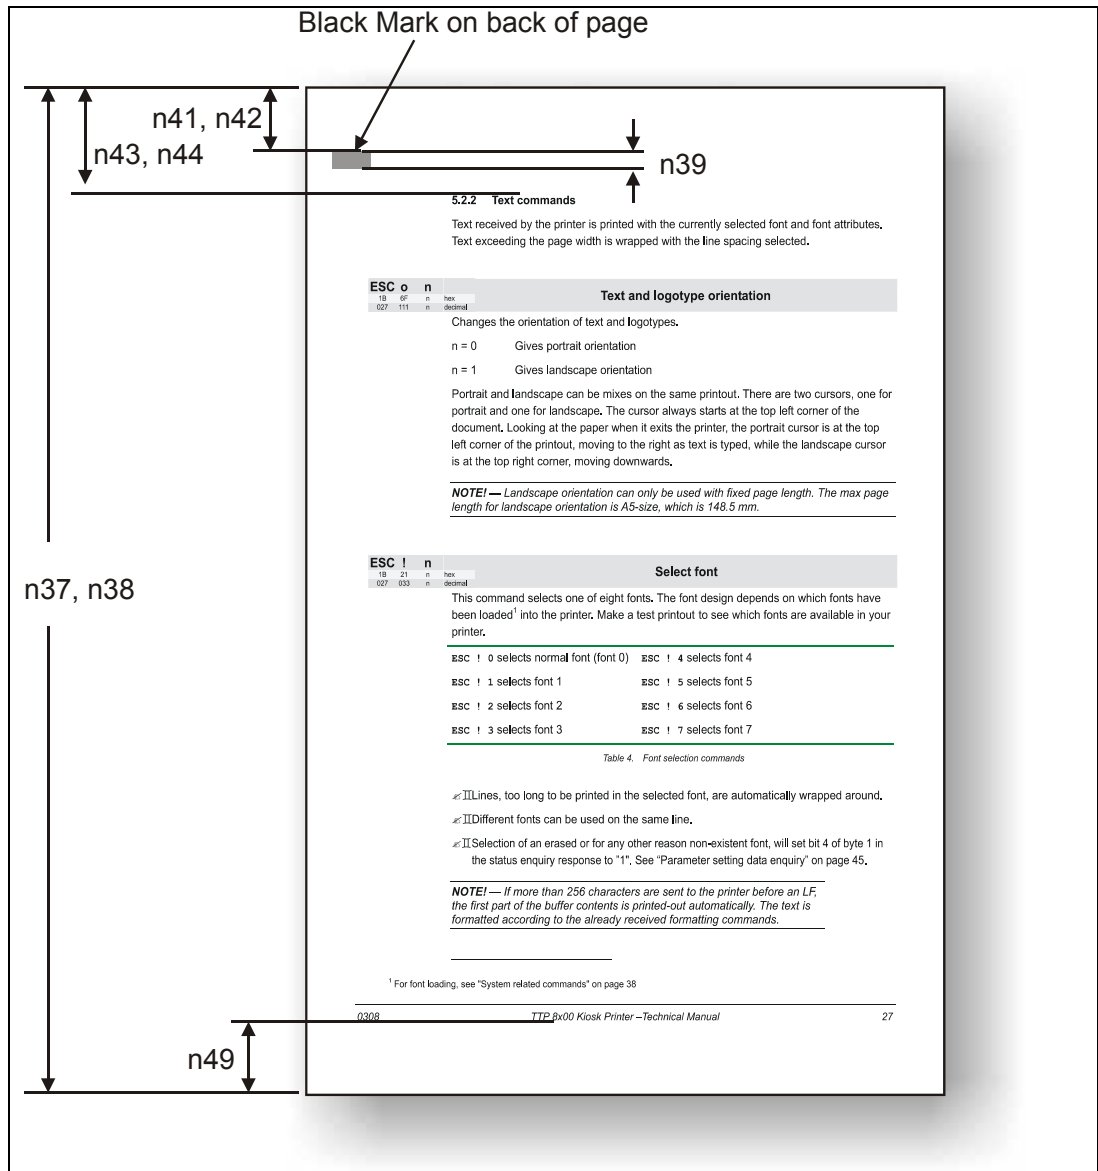 Black Mark on back of page
n41, n42
n43, n44
n39
5.2.2 Text commands
Text received by the printer is printed with the currently selected font and font attributes.
Text exceeding the page width is wrapped with the line spacing selected.
ESC o n
1B 6F n hex
027 111 n decimal
Text and logotype orientation
Changes the orientation of text and logotypes.
n = 0 Gives portrait orientation
n = 1 Gives landscape orientation
Portrait and landscape can be mixes on the same printout. There are two cursors, one for
portrait and one for landscape. The cursor always starts at the top left corner of the
document. Looking at the paper when it exits the printer, the portrait cursor is at the top
left corner of the printout, moving to the right as text is typed, while the landscape cursor
is at the top right corner, moving downwards.
NOTE! — Landscape orientation can only be used with fixed page length. The max page
length for landscape orientation is A5-size, which is 148.5 mm.
ESC ! n
1B 21 n hex
027 033 n decimal
Select font
n37, n38
This command selects one of eight fonts. The font design depends on which fonts have
been loaded1 into the printer. Make a test printout to see which fonts are available in your
printer.
ESC ! 0 selects normal font (font 0) ESC ! 4 selects font 4
ESC ! 1 selects font 1 ESC ! 5 selects font 5
ESC ! 2 selects font 2 ESC ! 6 selects font 6
ESC ! 3 selects font 3 ESC ! 7 selects font 7
Table 4. Font selection commands
Lines, too long to be printed in the selected font, are automatically wrapped around.
Different fonts can be used on the same line.
Selection of an erased or for any other reason non-existent font, will set bit 4 of byte 1 in
the status enquiry response to "1". See "Parameter setting data enquiry" on page 45.
NOTE! — If more than 256 characters are sent to the printer before an LF,
the first part of the buffer contents is printed-out automatically. The text is
formatted according to the already received formatting commands.
1 For font loading, see "System related commands" on page 38
0308 TTP 8x00 Kiosk Printer –Technical Manual 27
n49